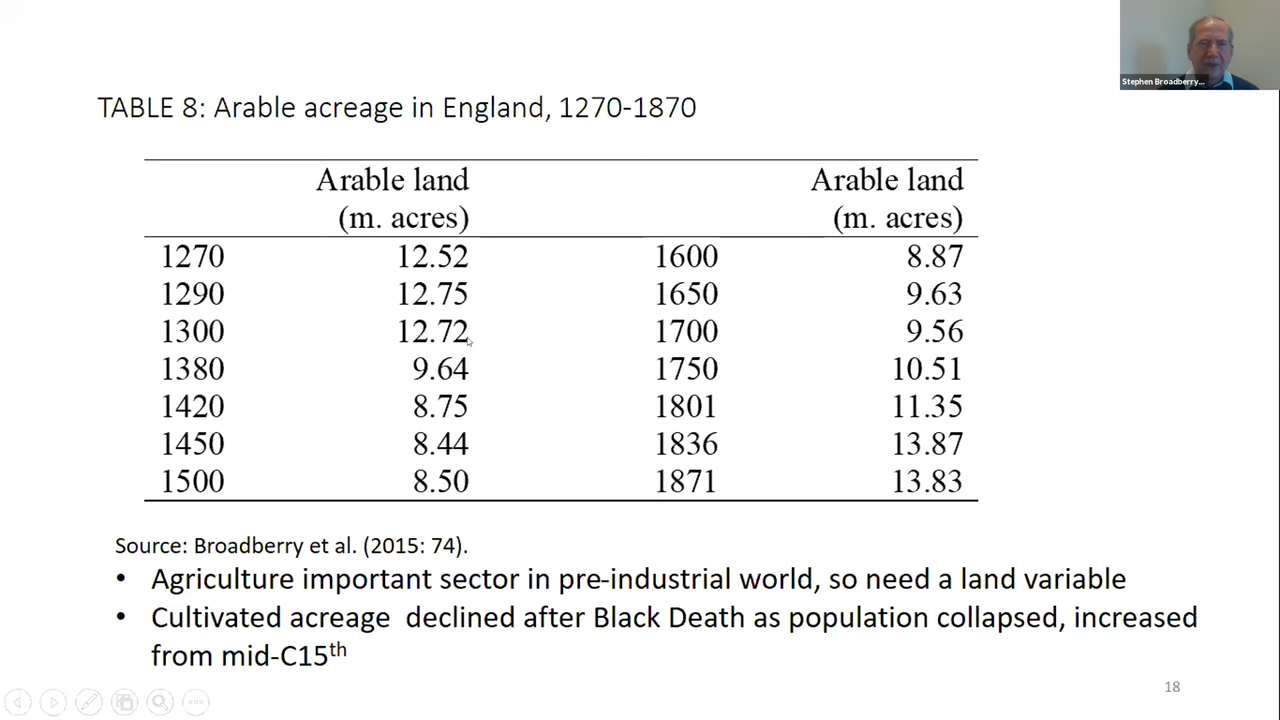 Stephen Broadberry...
TABLE 8: Arable acreage in England, 1270-1870
Arable land Arable land
(m. acres) (m. acres)
1270 12.52 1600 8.87
1290 12.75 1650 9.63
1300 12.72 1700 9.56
1380 9.64 1750 10.51
1420 8.75 1801 11.35
1450 8.44 1836 13.87
1500 8.50 1871 13.83
Source: Broadberry et al. (2015: 74).
• Agriculture important sector in pre-industrial world, so need a land variable
• Cultivated acreage declined after Black Death as population collapsed, increased
from mid-C15th
18